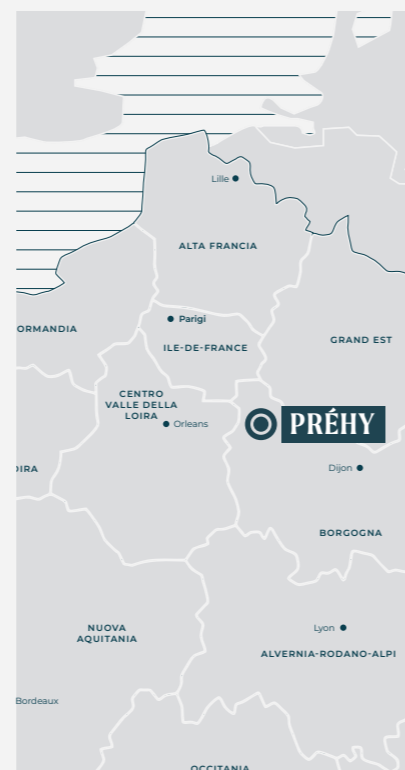 Lille
ALTA FRANCIA
Parigi
ORMANDIA
GRAND EST
ILE-DE-FRANCE
CENTRO
VALLE DELLA
LOIRA
Orleans
PRÉHY
OIRA
Dijon
BORGOGNA
NUOVA
AQUITANIA
Lyon
ALVERNIA-RODANO-ALPI
Bordeaux
OCCITANIA